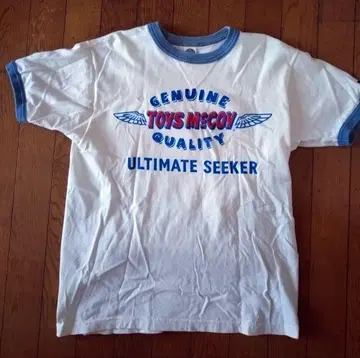 GENUINE
TOYS McCOY
QUALITY
ULTIMATE SEEKER